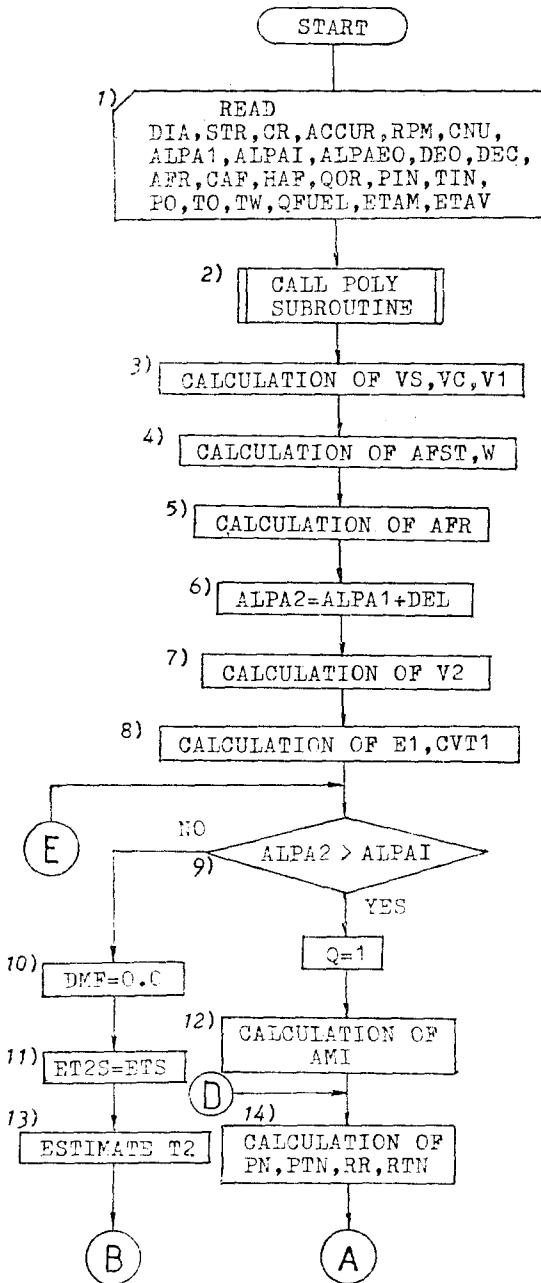 START
1)
READ
DIA,STR,CR,ACCUR,RPM,CNU,
ALPA1,ALPAI,ALPAEO,DEO,DEC,
AFR,CAF,HAF,QOR,PIN,TIN,
PO,TO,TW,QFUEL,ETAM,ETAV
2)
CALL POLY
SUBROUTINE
3)
CALCULATION OF VS,VC,V1
4)
CALCULATION OF AFST,W
5)
CALCULATION OF AFR
6)
ALPA2=ALPA1+DEL
7)
CALCULATION OF V2
8)
CALCULATION OF E1,CVT1
E
NO
9)
ALPA2 > ALPAI
YES
Q=1
10)
DMF=0.0
12)
CALCULATION OF
AMI
11)
ET2S=ETS
D
13)
ESTIMATE T2
14)
CALCULATION OF
PN,PTN,RR,RTN
B
A